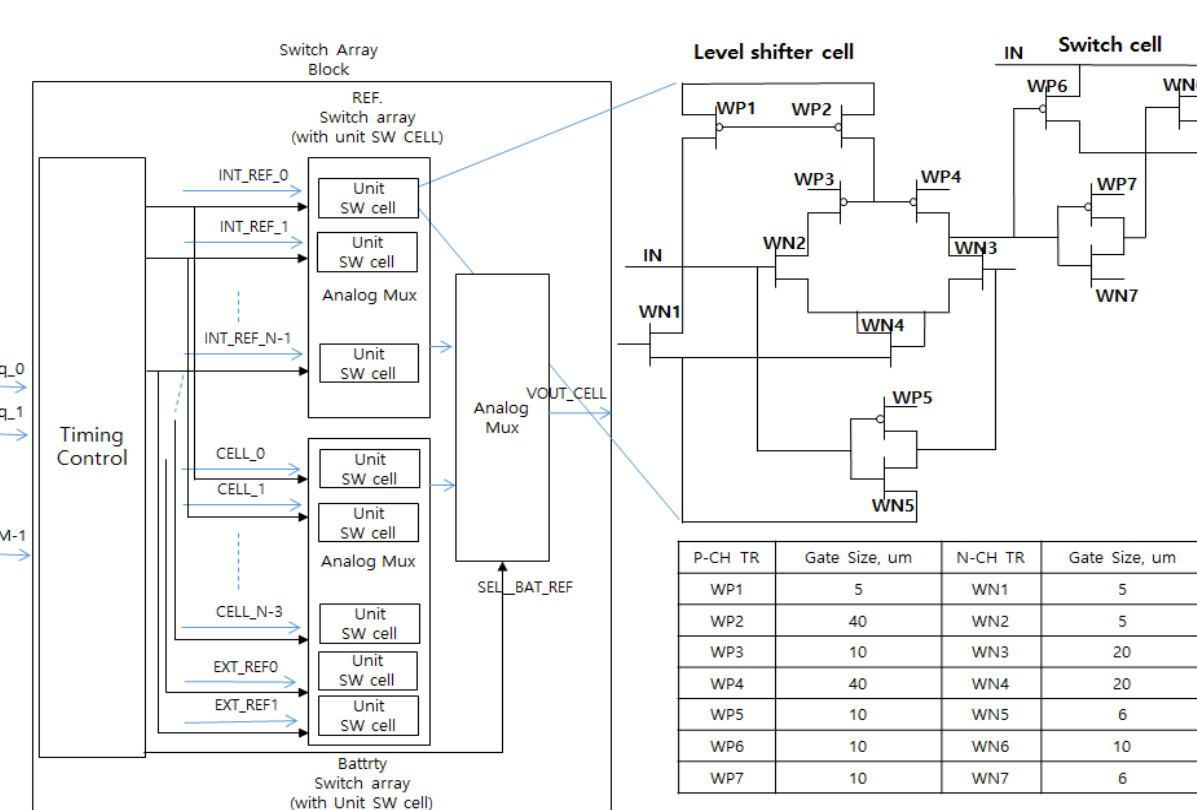 Switch Array
Block
REF.
Switch array
(with unit SW CELL)
INT_REF_0
Unit
SW cell
INT_REF_1
Unit
SW cell
Analog Mux
INT_REF_N-1
Unit
SW cell
q_0
q_1
M-1
Timing
Control
CELL_0
Unit
SW cell
CELL_1
Unit
SW cell
Analog Mux
CELL_N-3
Unit
SW cell
EXT_REF0
Unit
SW cell
EXT_REF1
Unit
SW cell
Battrty
Switch array
(with Unit SW cell)
Analog
Mux
VOUT_CELL
SEL_BAT_REF
Level shifter cell
WP1
WP2
WP3
WP4
WN2
WN3
IN
WN1
WN4
WP5
WN5
Switch cell
IN
WP6
WN6
WP7
WN7
P-CH TR Gate Size, um N-CH TR Gate Size, um
WP1 5 WN1 5
WP2 40 WN2 5
WP3 10 WN3 20
WP4 40 WN4 20
WP5 10 WN5 6
WP6 10 WN6 10
WP7 10 WN7 6